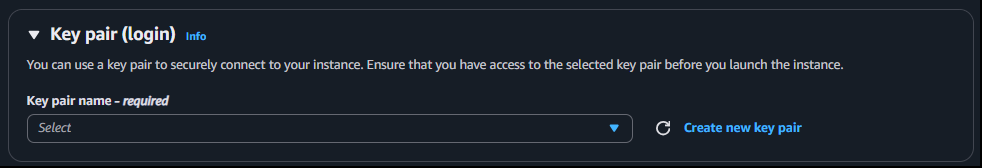 Key pair (login) Info
You can use a key pair to securely connect to your instance. Ensure that you have access to the selected key pair before you launch the instance.
Key pair name - required
Select
Create new key pair